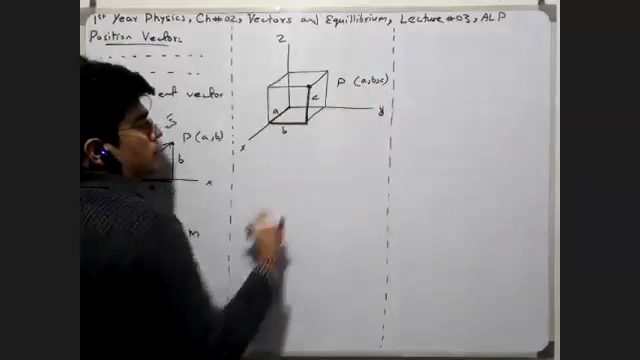 1st Year Physics, Ch#02, Vectors and Equilibrium, Lecture #03, ALP
Position Vector
vector
P(a,b)
b
x
M
Z
P (a,b,c)
c
a
b
y
x